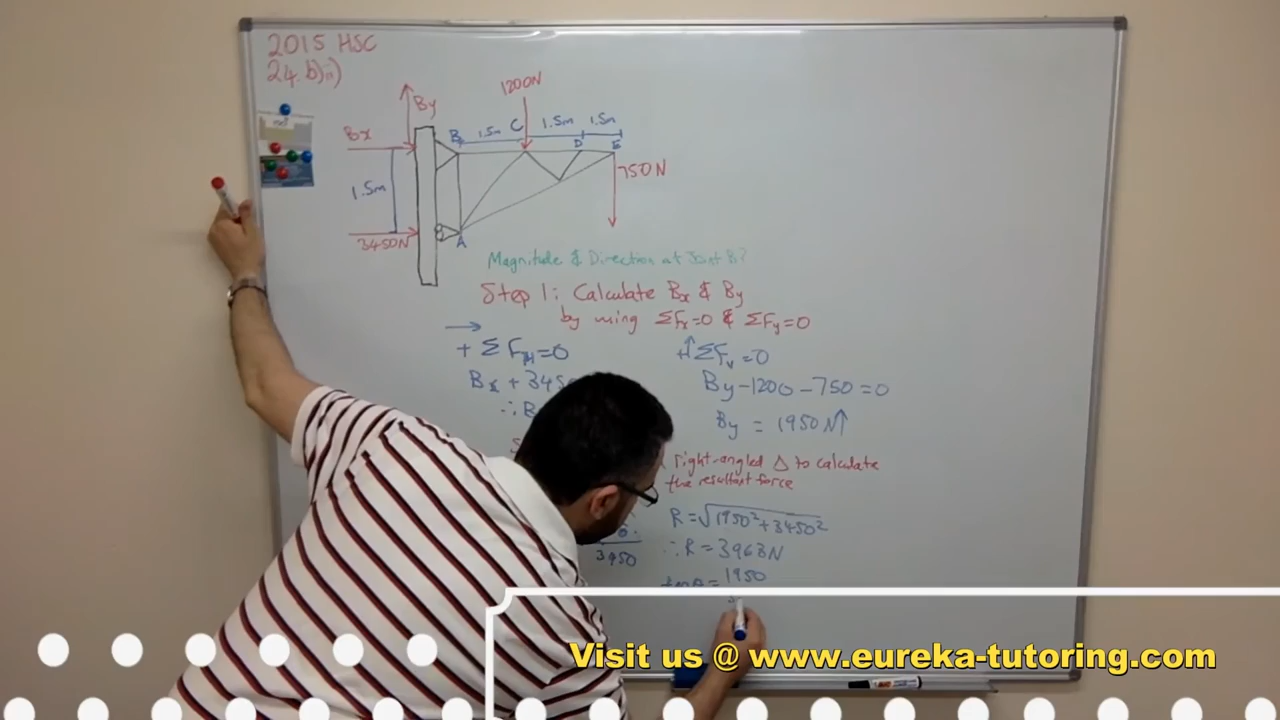 2015 HSC
24. b)ii)
1200N
By
Bx
B 1.5m C 1.5m D 1.5m E
750N
1.5m
3450N
A
Magnitude & Direction at Joint B?
Step 1: Calculate Bx & By
by using ΣFx=0 & ΣFy=0
+ ΣFH=0
+↑ΣFv=0
Bx + 345
By -1200 -750 =0
∴ B
By = 1950N↑
S
right-angled Δ to calculate
the resultant force
R=√1950²+3450²
3450
∴R=3963N
tanθ=1950
Visit us @ www.eureka-tutoring.com